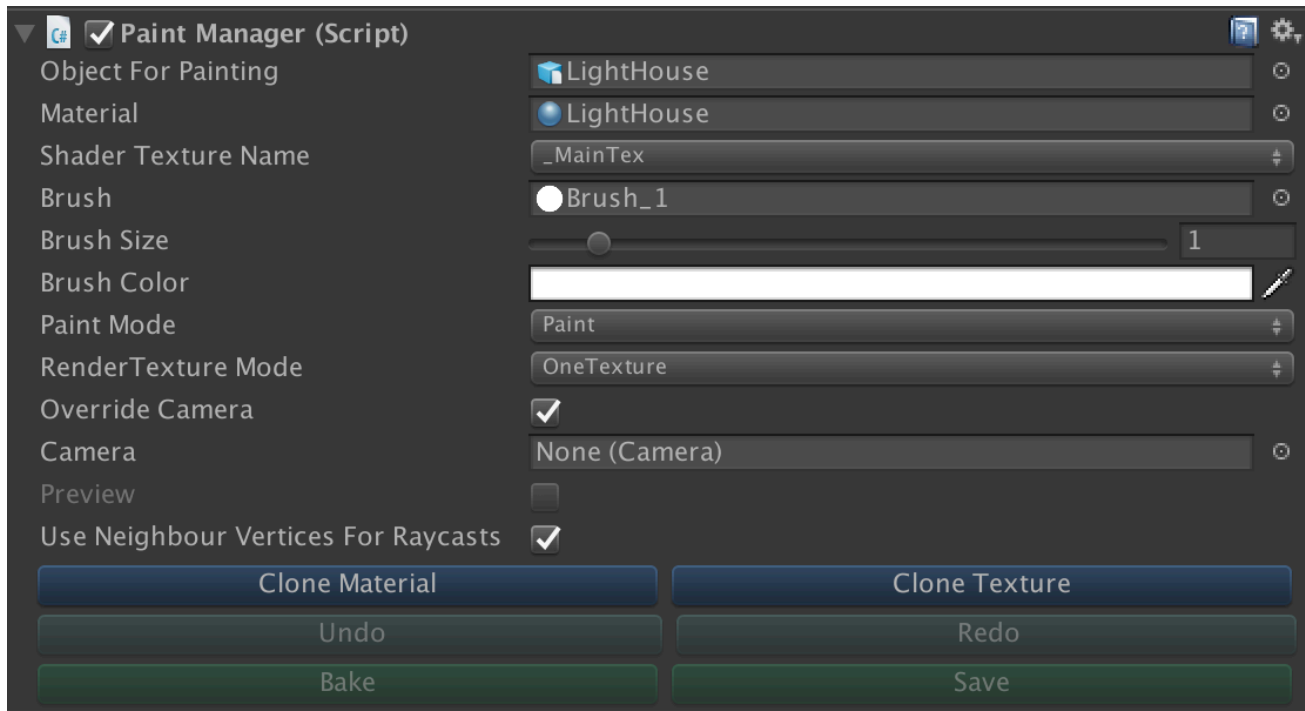 C# Paint Manager (Script) ?
Object For Painting LightHouse
Material LightHouse
Shader Texture Name _MainTex
Brush Brush_1
Brush Size 1
Brush Color
Paint Mode Paint
RenderTexture Mode OneTexture
Override Camera
Camera None (Camera)
Preview
Use Neighbour Vertices For Raycasts
Clone Material Clone Texture
Undo Redo
Bake Save